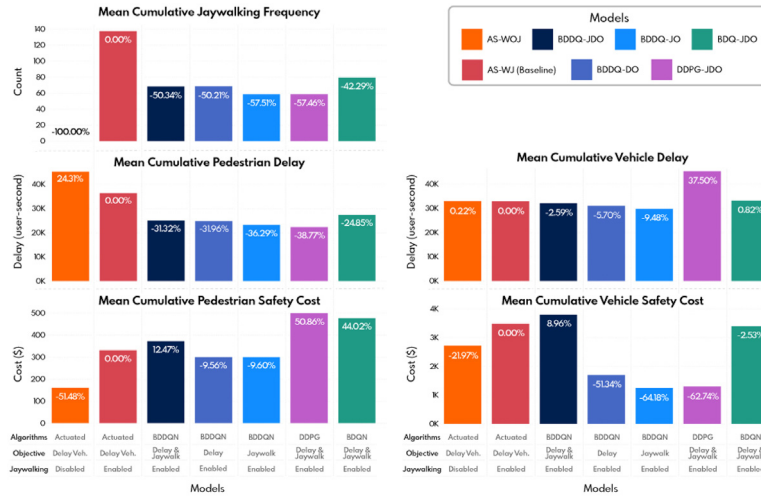 Mean Cumulative Jaywalking Frequency
Count
140
120
100
80
60
40
20
0
-100.00%
0.00%
-50.34%
-50.21%
-57.51%
-57.46%
-42.29%
Models
AS-WOJ
BDDQ-JDO
BDDQ-JO
BDQ-JDO
AS-WJ (Baseline)
BDDQ-DO
DDPG-JDO
Mean Cumulative Pedestrian Delay
Delay (user-second)
40K
30K
20K
10K
0K
24.31%
0.00%
-31.32%
-31.96%
-36.29%
-38.77%
-24.85%
Mean Cumulative Vehicle Delay
Delay (user-second)
40K
30K
20K
10K
0K
0.22%
0.00%
-2.59%
-5.70%
-9.48%
37.50%
0.82%
Mean Cumulative Pedestrian Safety Cost
Cost ($)
500
400
300
200
100
0
-51.48%
0.00%
12.47%
-9.56%
-9.60%
50.86%
44.02%
Mean Cumulative Vehicle Safety Cost
Cost ($)
4K
3K
2K
1K
0K
-21.97%
0.00%
8.96%
-51.34%
-64.18%
-62.74%
-2.53%
Algorithms Actuated Actuated BDDQN BDDQN BDDQN DDPG BDQN
Objective Delay Veh. Delay Veh. Delay & Jaywalk Delay Jaywalk Delay & Jaywalk Delay & Jaywalk
Jaywalking Disabled Enabled Enabled Enabled Enabled Enabled Enabled
Models
Algorithms Actuated Actuated BDDQN BDDQN BDDQN DDPG BDQN
Objective Delay Veh. Delay Veh. Delay & Jaywalk Delay Jaywalk Delay & Jaywalk Delay & Jaywalk
Jaywalking Disabled Enabled Enabled Enabled Enabled Enabled Enabled
Models